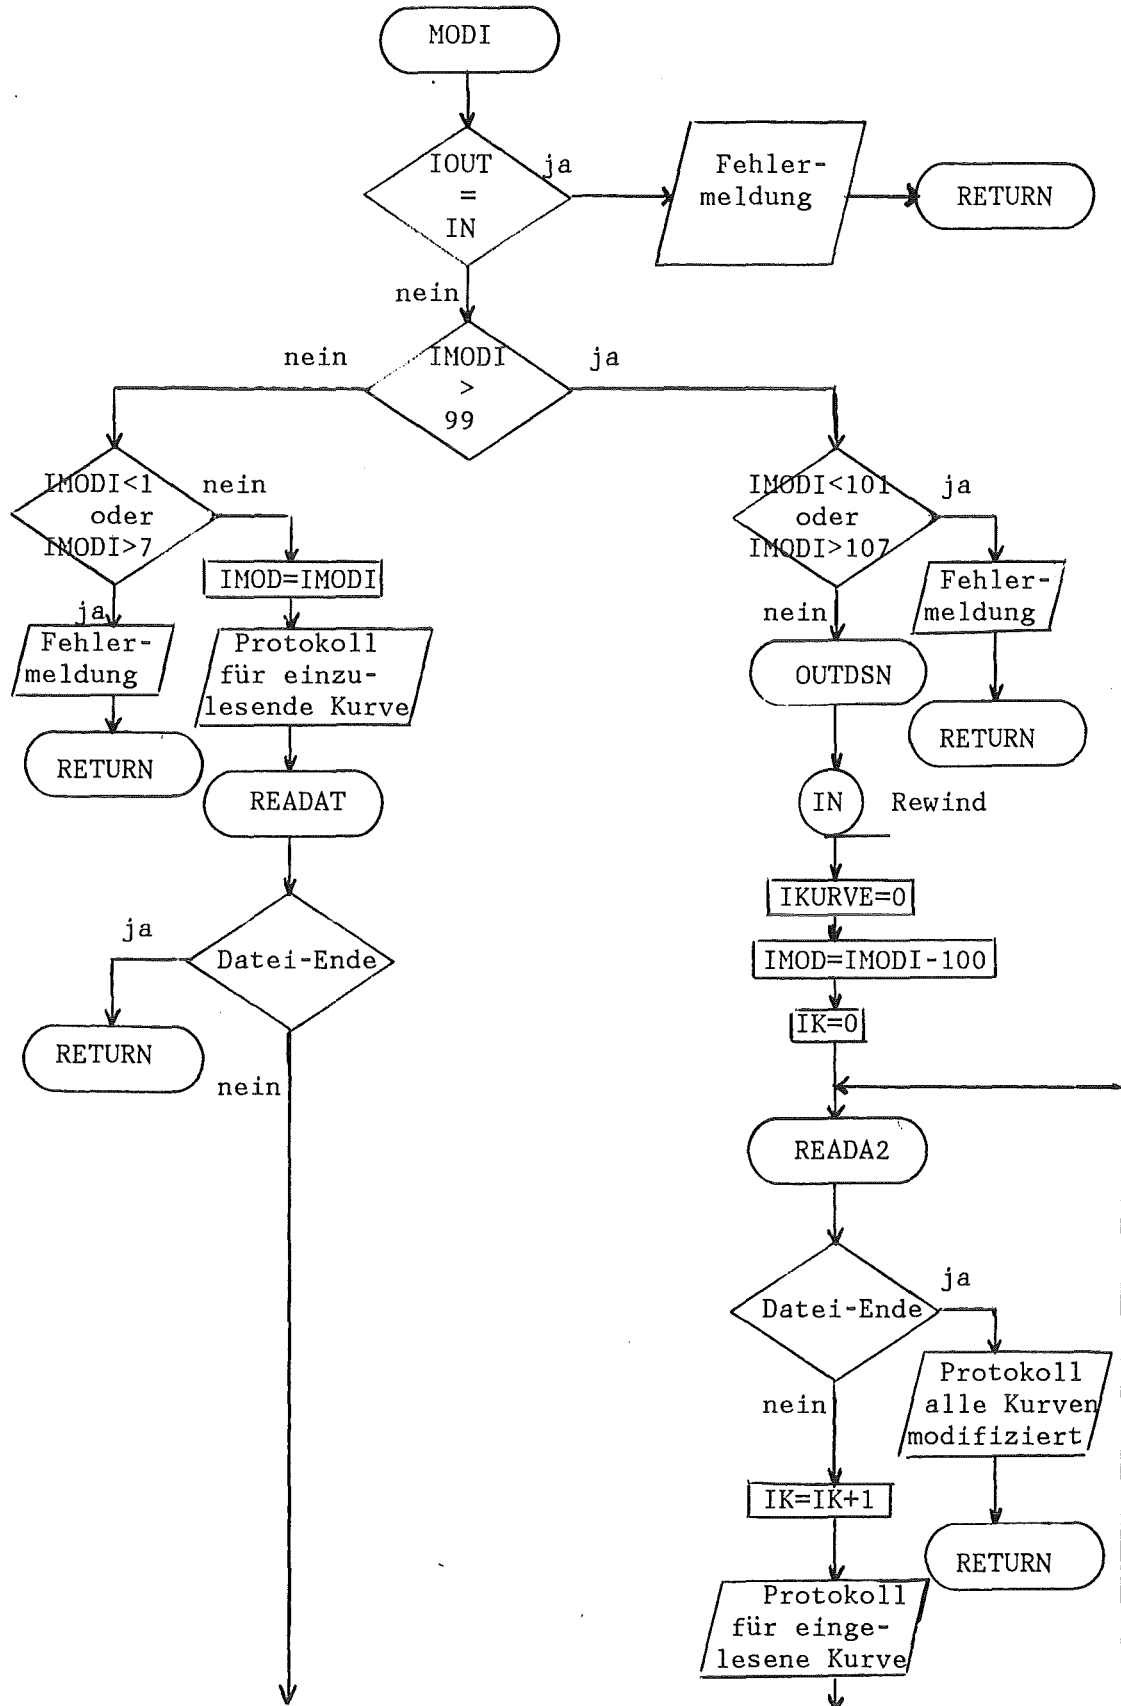 MODI
IOUT
=
IN
ja
Fehler-
meldung
RETURN
nein
IMODI
>
99
nein
ja
IMODI<1
oder
IMODI>7
nein
ja
Fehler-
meldung
RETURN
IMOD=IMODI
Protokoll
für einzu-
lesende Kurve
READAT
Datei-Ende
ja
RETURN
nein
IMODI<101
oder
IMODI>107
ja
Fehler-
meldung
RETURN
nein
OUTDSN
IN
Rewind
IKURVE=0
IMOD=IMODI-100
IK=0
READA2
Datei-Ende
ja
Protokoll
alle Kurven
modifiziert
RETURN
nein
IK=IK+1
Protokoll
für einge-
lesene Kurve